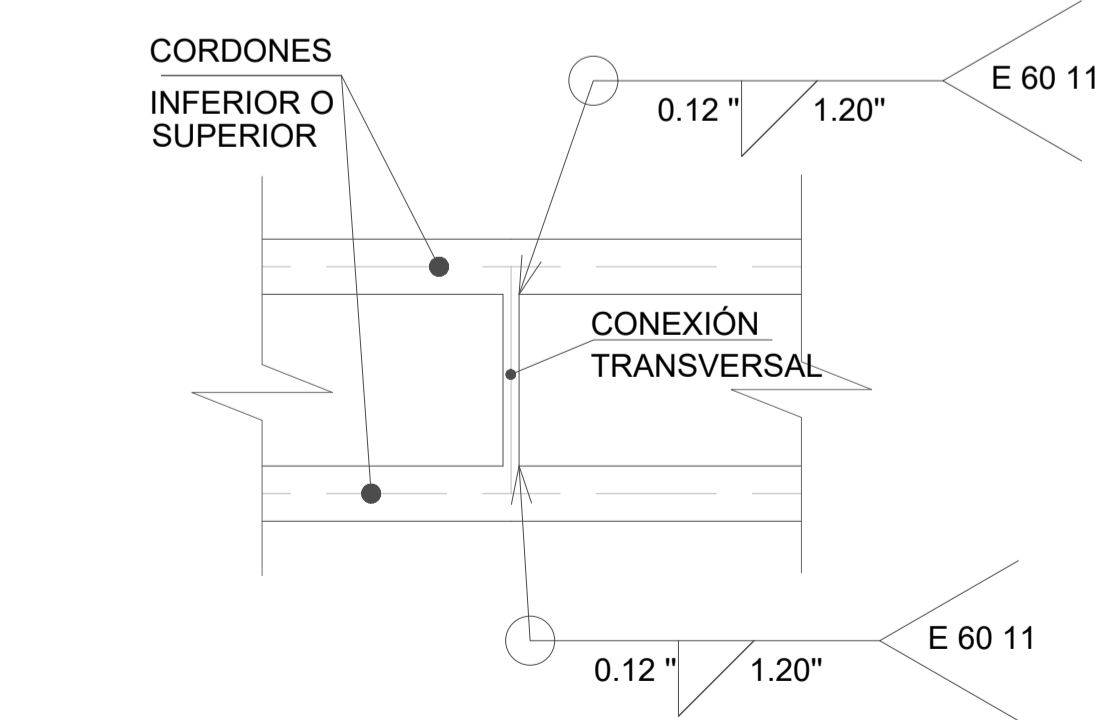 CORDONES
INFERIOR O
SUPERIOR
0.12 " 1.20" E 60 11
CONEXIÓN
TRANSVERSAL
0.12 " 1.20" E 60 11